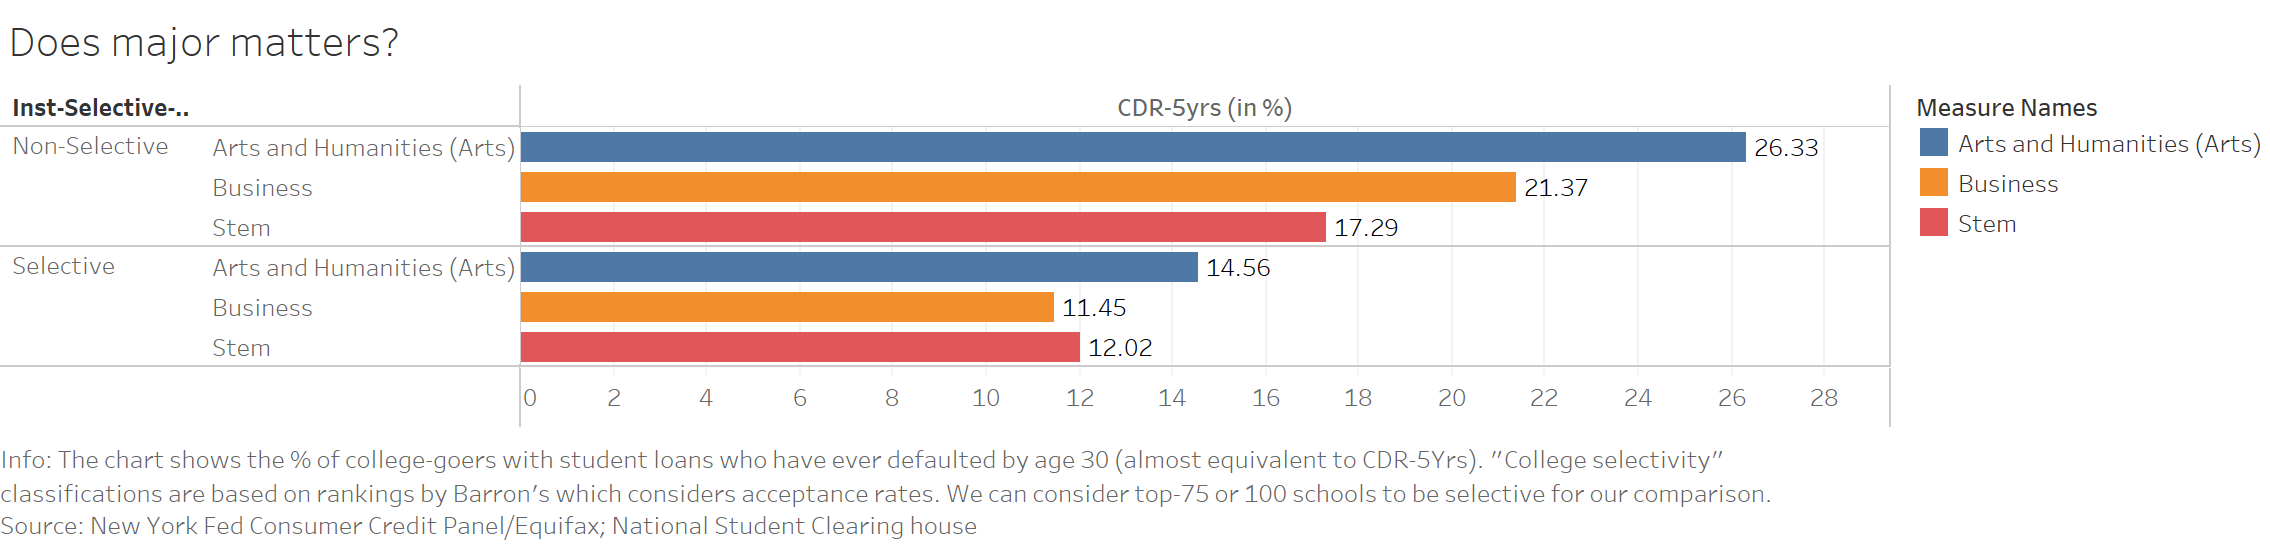 Does major matters?
Inst-Selective-.. CDR-5yrs (in %) Measure Names
Non-Selective Arts and Humanities (Arts) 26.33
Business 21.37
Stem 17.29
Selective Arts and Humanities (Arts) 14.56
Business 11.45
Stem 12.02
0 2 4 6 8 10 12 14 16 18 20 22 24 26 28
Arts and Humanities (Arts)
Business
Stem
Info: The chart shows the % of college-goers with student loans who have ever defaulted by age 30 (almost equivalent to CDR-5Yrs). "College selectivity"
classifications are based on rankings by Barron's which considers acceptance rates. We can consider top-75 or 100 schools to be selective for our comparison.
Source: New York Fed Consumer Credit Panel/Equifax; National Student Clearing house